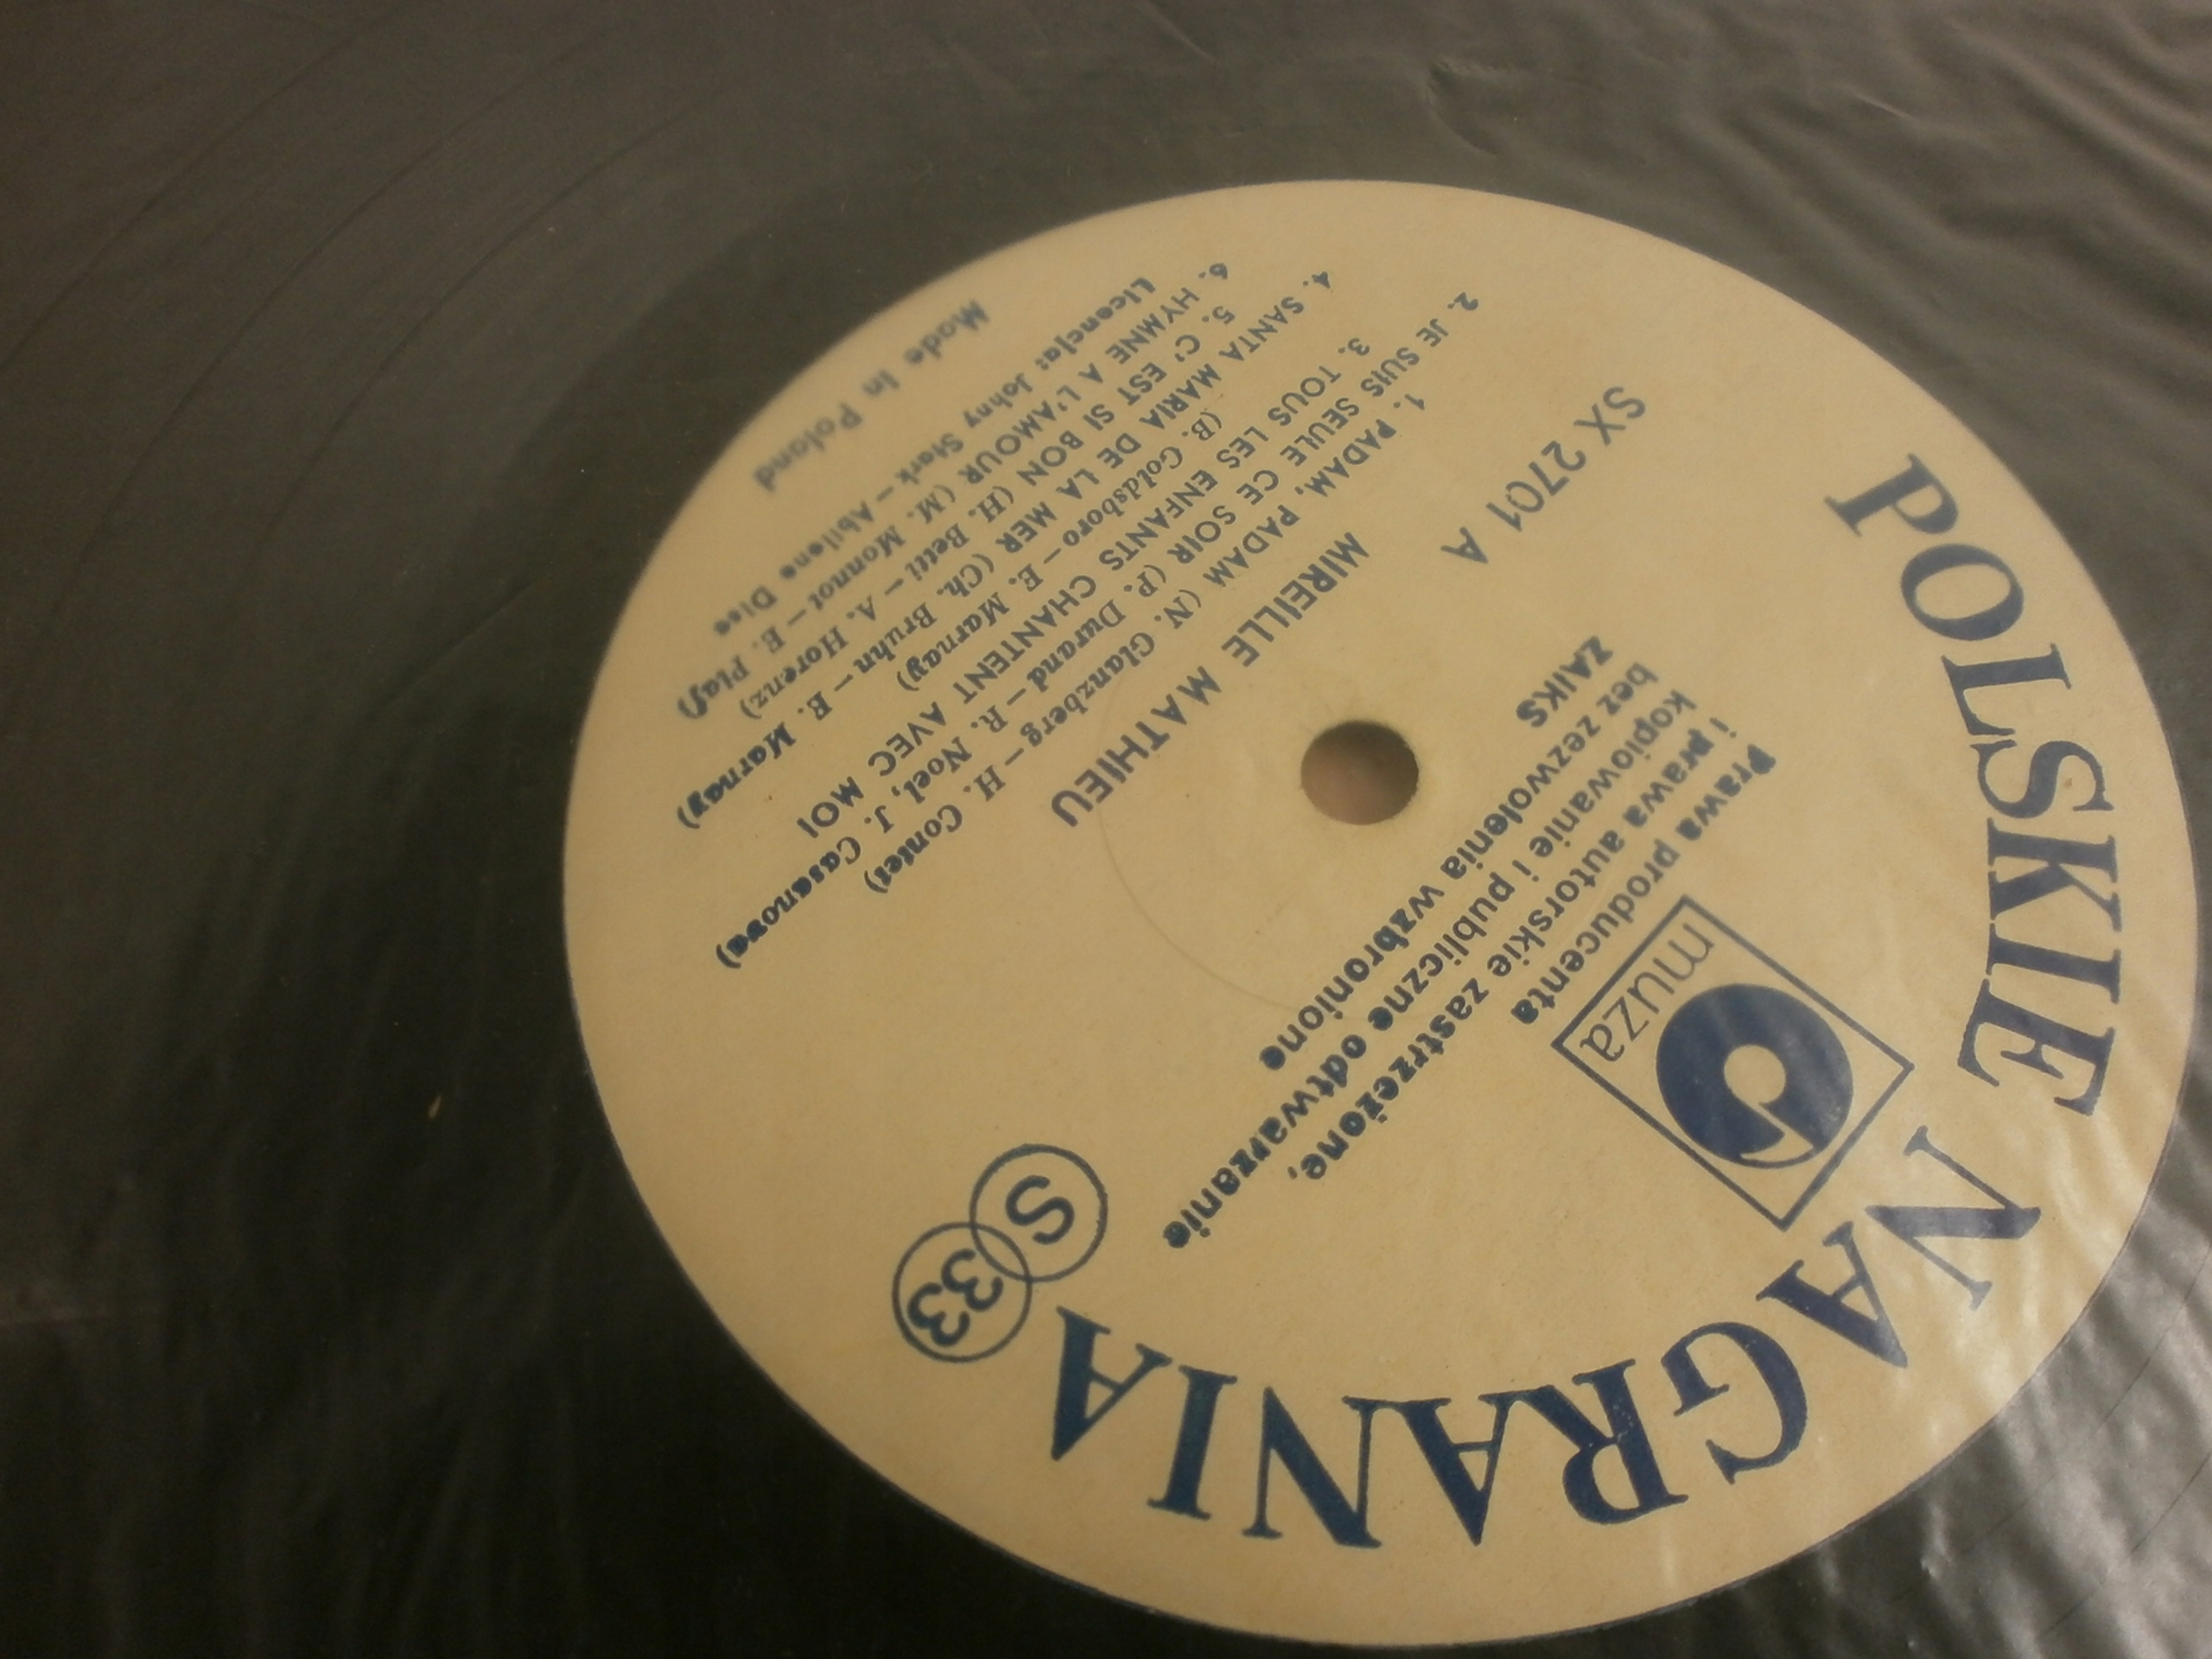 POLSKIE NAGRANIA
muza
S
33
Prawa producenta
i prawa autorskie zastrzeżone,
kopiowanie i publiczne odtwarzanie
bez zezwolenia wzbronione
ZAIKS
SX 2701 A
MIREILLE MATHIEU
1. PADAM, PADAM (N. Glanzberg — H. Contet)
2. JE SUIS SEULE CE SOIR (P. Durand — R. Noel, J. Casanova)
3. TOUS LES ENFANTS CHANTENT AVEC MOI
(B. Goldsboro — E. Marnay)
4. SANTA MARIA DE LA MER (Ch. Bruhn — E. Marnay)
5. C' EST SI BON (H. Betti — A. Horenz)
6. HYMNE A L'AMOUR (M. Monnot — E. Piaf)
Licencja: Johny Stark — Abilene Disc
Made in Poland